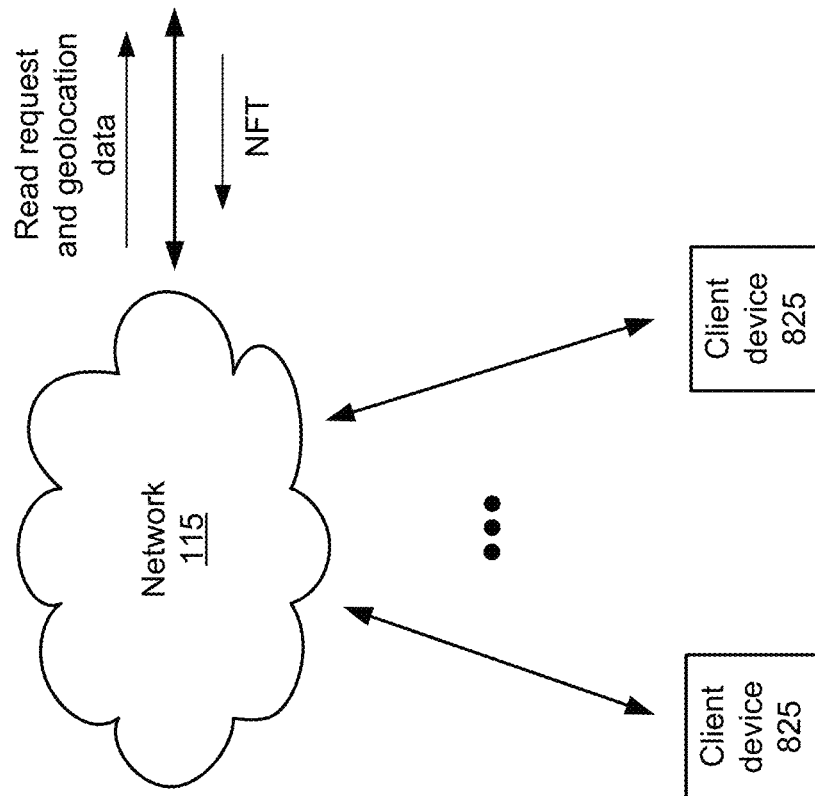 Read request
and geolocation
data
NFT
Network
115
Client
device
825
Client
device
825